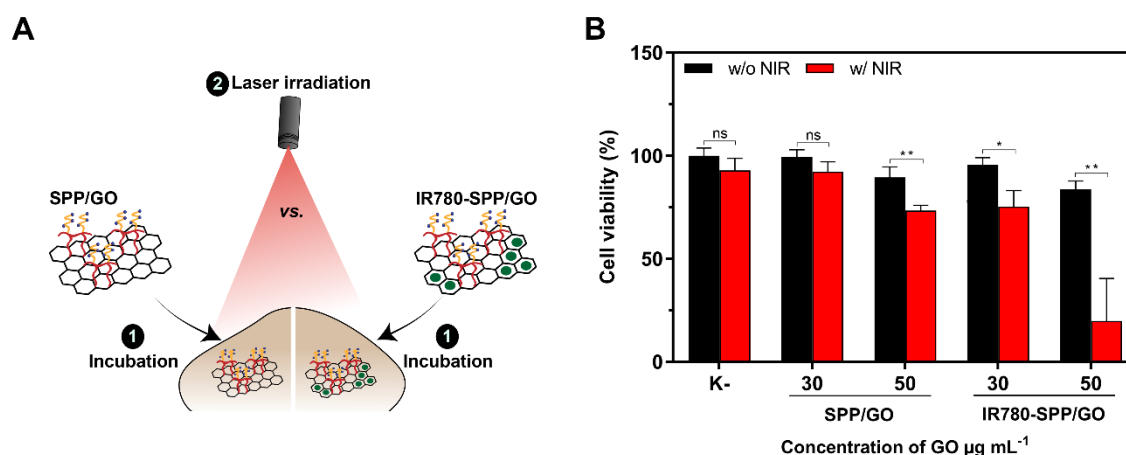 A
2 Laser irradiation
SPP/GO
vs.
IR780-SPP/GO
1
Incubation
1
Incubation
B
w/o NIR
w/ NIR
Cell viability (%)
150
100
50
0
ns
ns
**
*
**
K-
30
50
30
50
SPP/GO
IR780-SPP/GO
Concentration of GO µg mL⁻¹